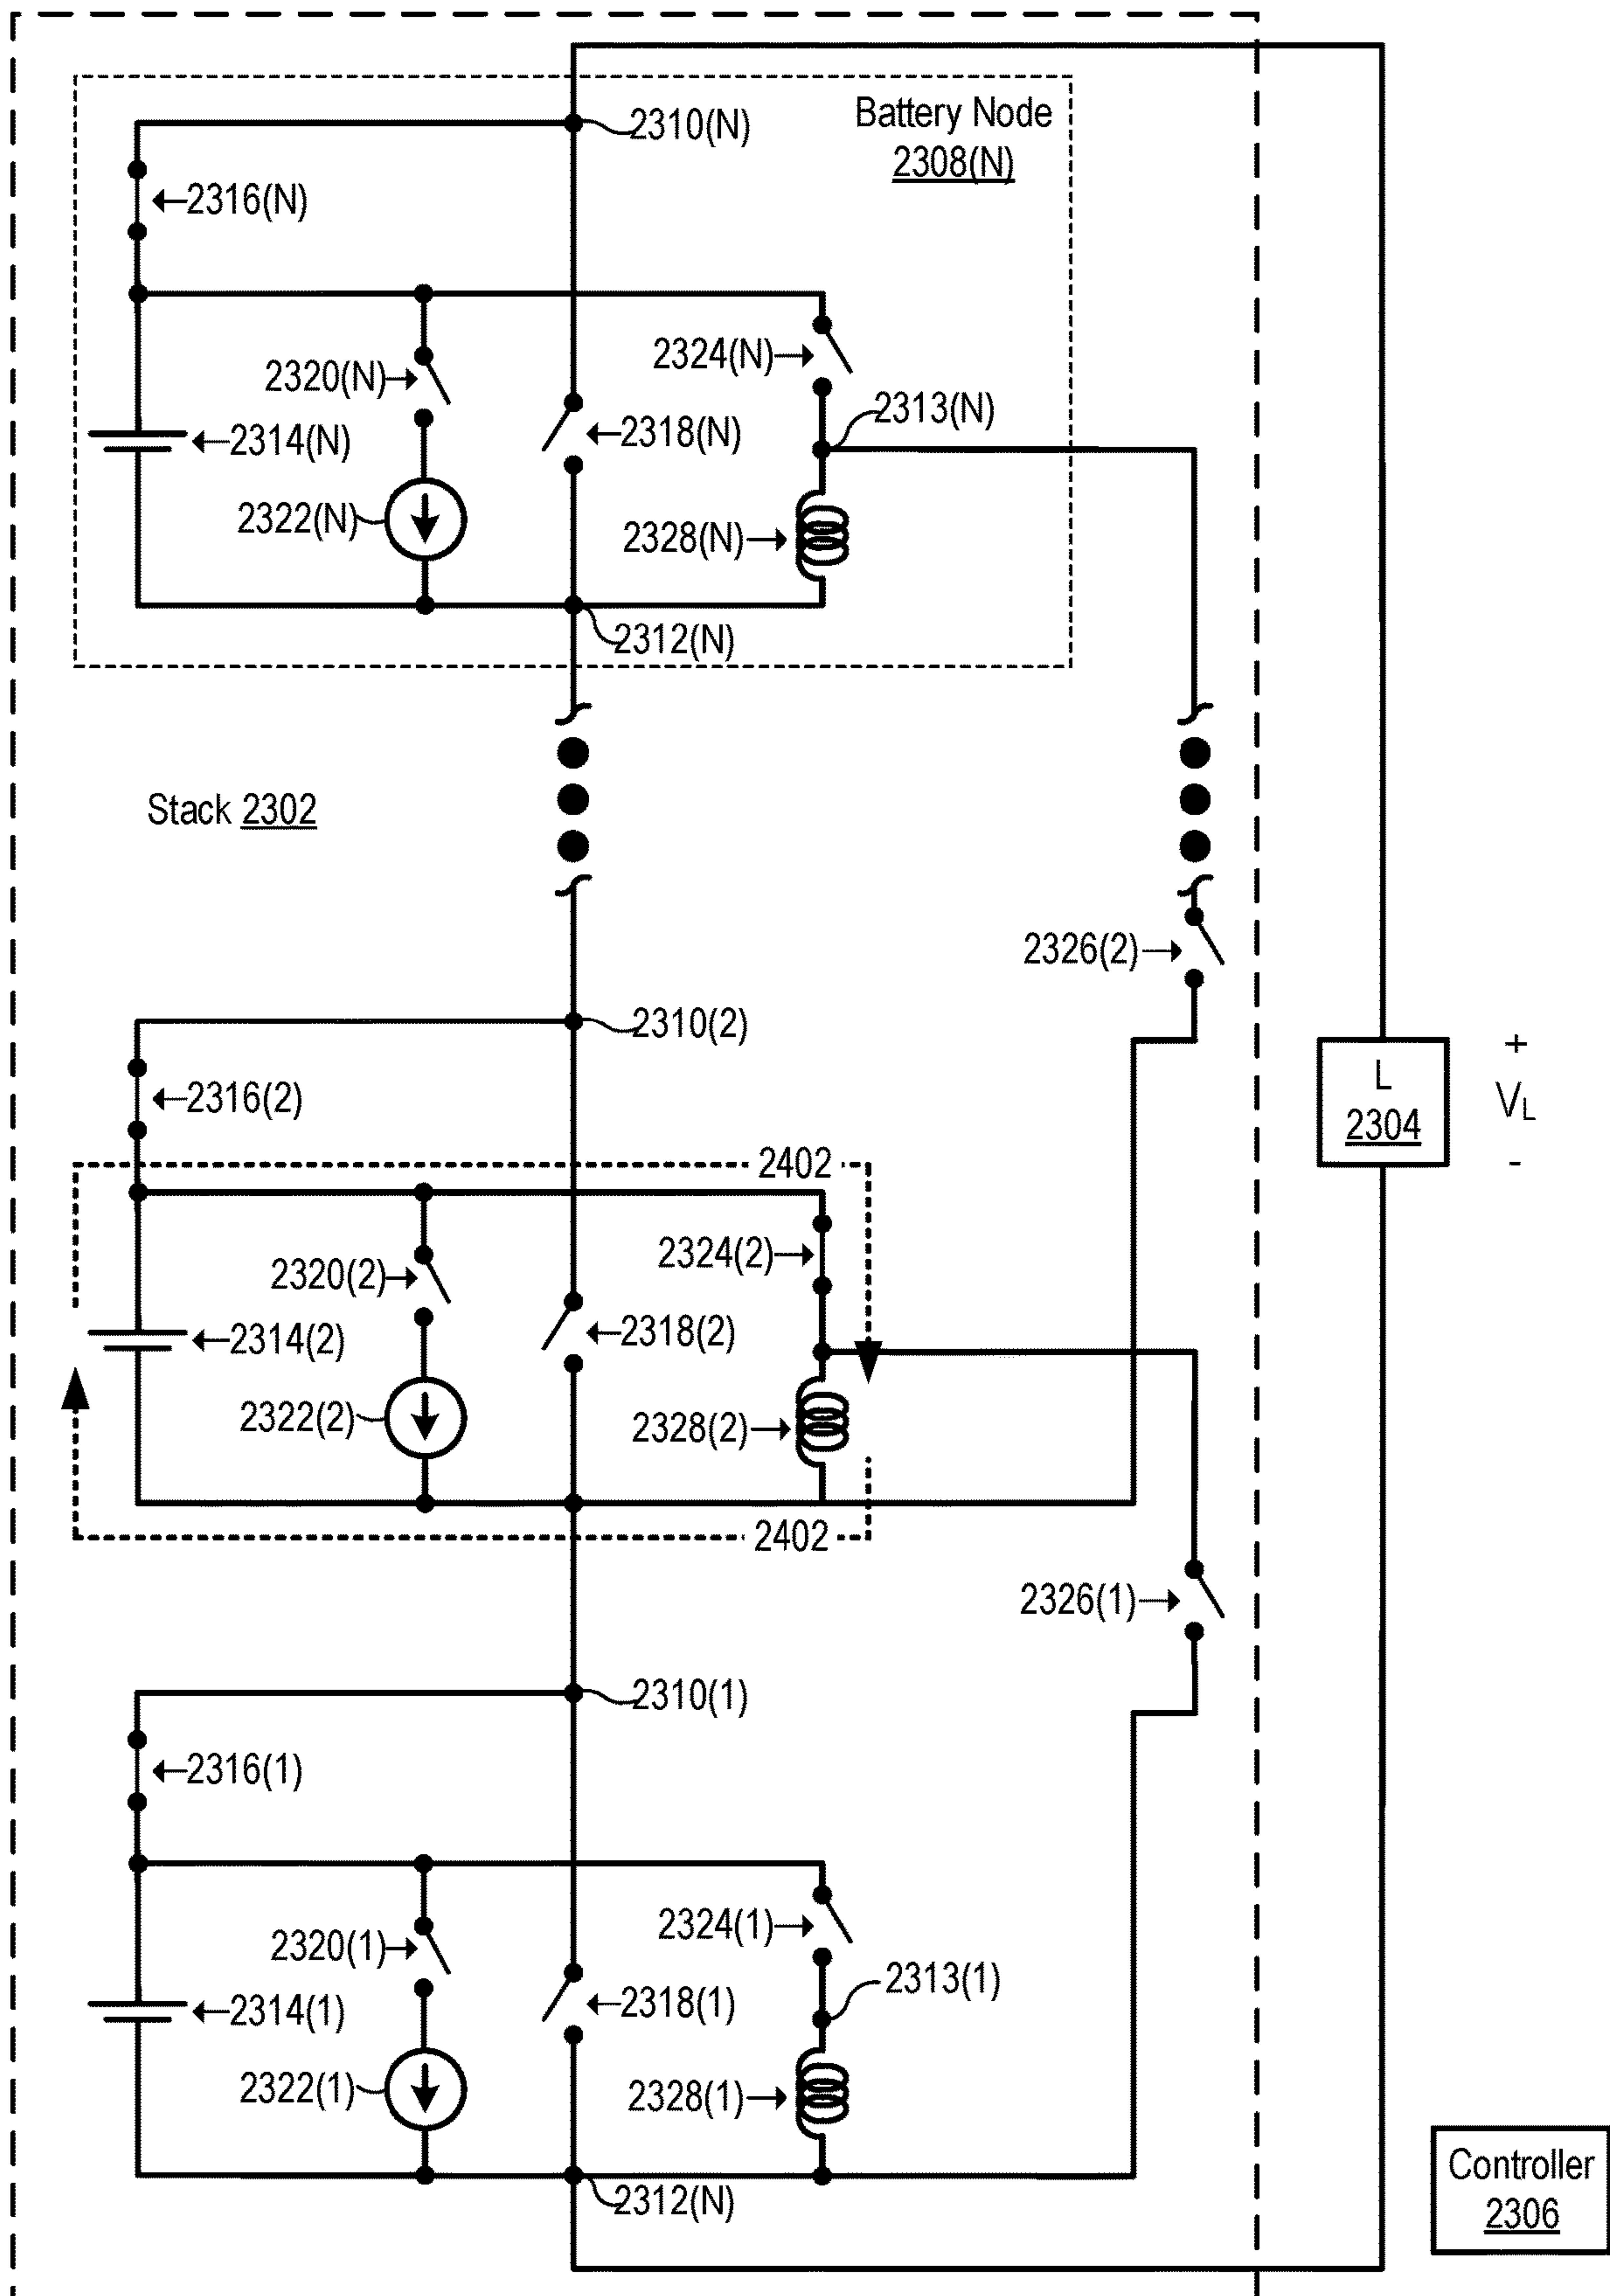 Battery Node
2308(N)
2310(N)
2316(N)
2324(N)
2320(N)
2313(N)
2318(N)
2314(N)
2322(N)
2328(N)
2312(N)
Stack 2302
2326(2)
2310(2)
2316(2)
L
2304
+
VL
-
2402
2324(2)
2320(2)
2318(2)
2314(2)
2322(2)
2328(2)
2402
2326(1)
2310(1)
2316(1)
2324(1)
2320(1)
2313(1)
2318(1)
2314(1)
2322(1)
2328(1)
2312(N)
Controller
2306